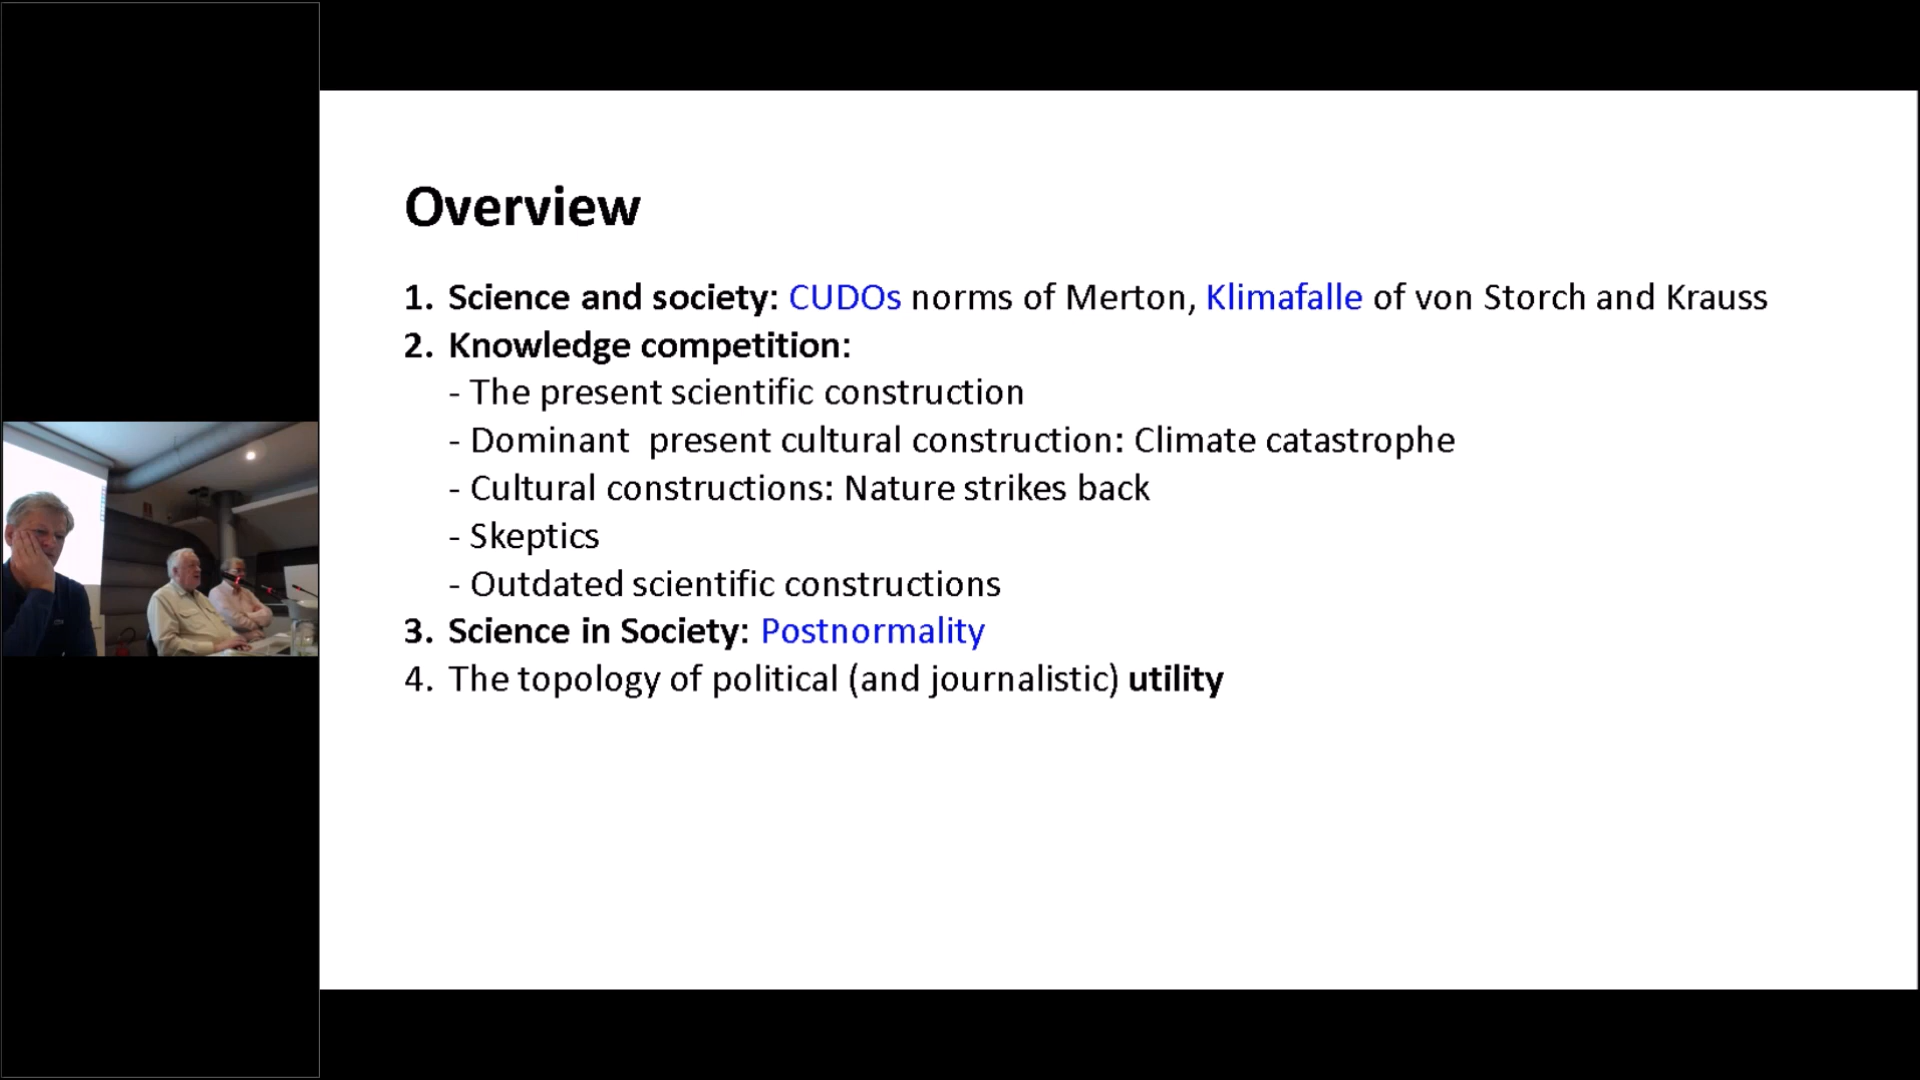 Overview
1. Science and society: CUDOs norms of Merton, Klimafalle of von Storch and Krauss
2. Knowledge competition:
- The present scientific construction
- Dominant  present cultural construction: Climate catastrophe
- Cultural constructions: Nature strikes back
- Skeptics
- Outdated scientific constructions
3. Science in Society: Postnormality
4. The topology of political (and journalistic) utility